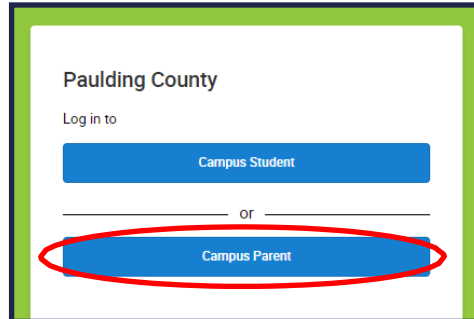 Paulding County
Log in to
Campus Student
or
Campus Parent